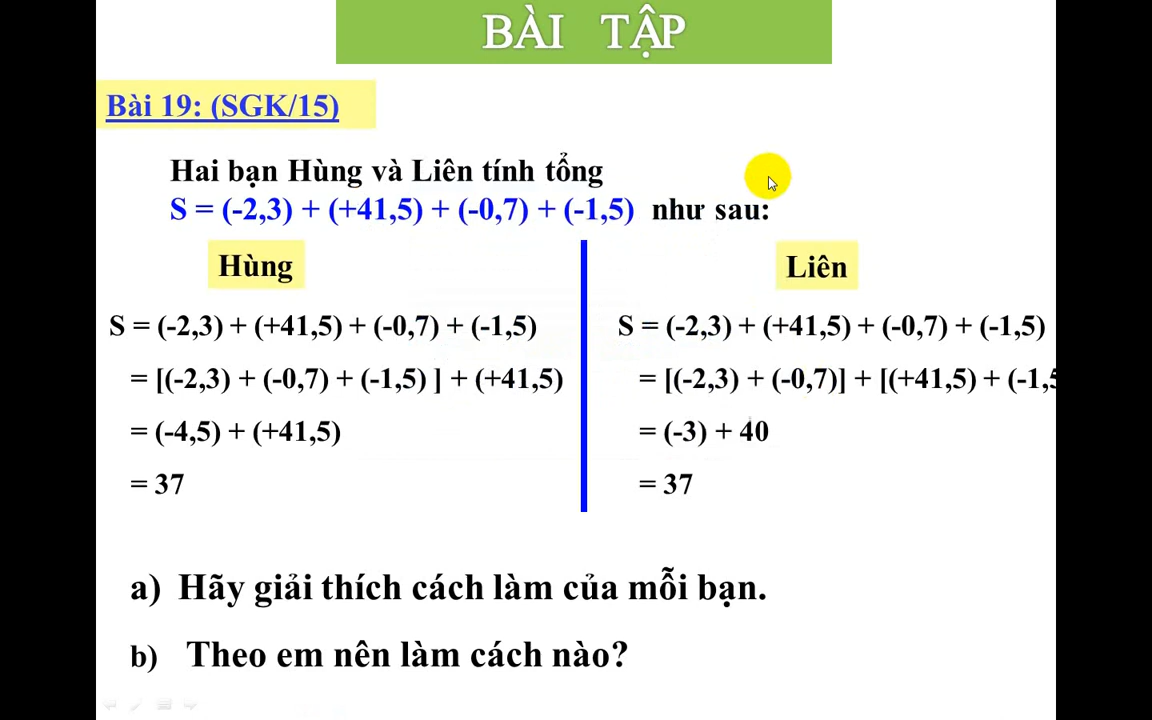 BÀI TẬP
Bài 19: (SGK/15)
Hai bạn Hùng và Liên tính tổng
S = (-2,3) + (+41,5) + (-0,7) + (-1,5) như sau:
Hùng
S = (-2,3) + (+41,5) + (-0,7) + (-1,5)
= [(-2,3) + (-0,7) + (-1,5) ] + (+41,5)
= (-4,5) + (+41,5)
= 37
Liên
S = (-2,3) + (+41,5) + (-0,7) + (-1,5)
= [(-2,3) + (-0,7)] + [(+41,5) + (-1,5
= (-3) + 40
= 37
a) Hãy giải thích cách làm của mỗi bạn.
b) Theo em nên làm cách nào?